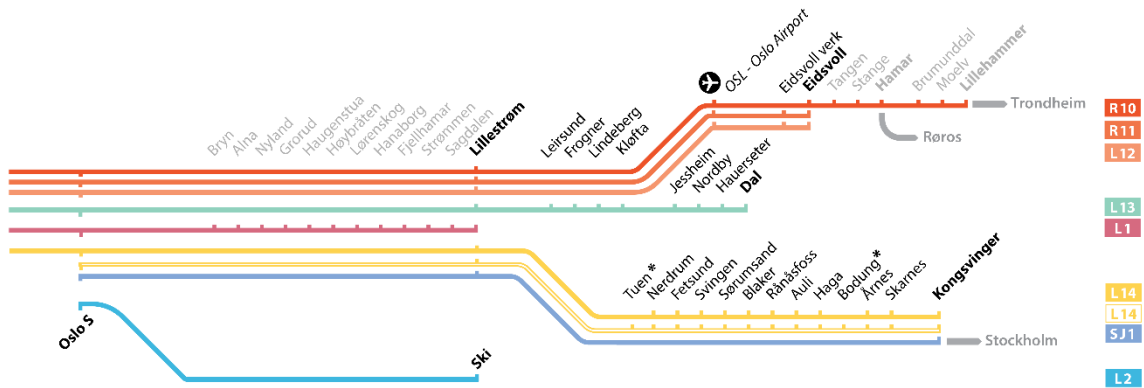 OSL - Oslo Airport
Eidsvoll verk
Eidsvoll
Tangen
Stange
Hamar
Brumunddal
Moelv
Lillehammer
Trondheim
Røros
R10
R11
L12
Bryn
Alna
Nyland
Grorud
Haugenstua
Høybråten
Lørenskog
Hanaborg
Fjellhamar
Strømmen
Sagdalen
Lillestrøm
Leirsund
Frogner
Lindeberg
Kløfta
Jessheim
Nordby
Hauerseter
Dal
L13
L1
Tuen *
Nerdrum
Fetsund
Svingen
Sørumsand
Blaker
Rånåsfoss
Auli
Haga
Bodung *
Årnes
Skarnes
Kongsvinger
L14
L14
SJ1
Stockholm
Oslo S
Ski
L2